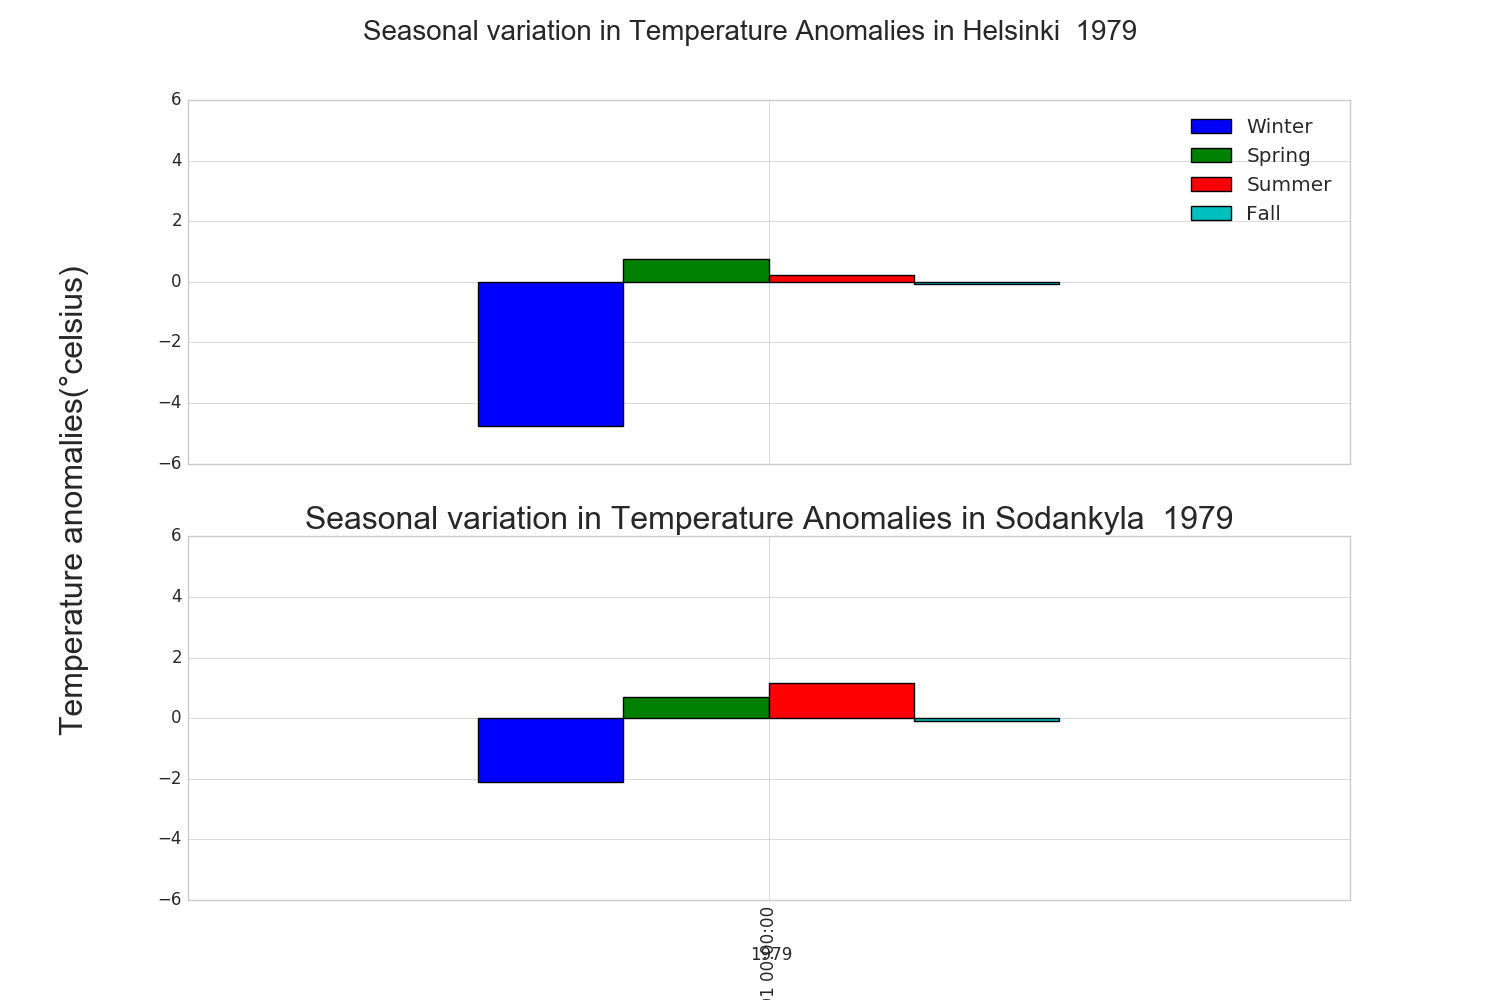 Seasonal variation in Temperature Anomalies in Helsinki  1979
6
4
2
0
−2
−4
−6
Winter
Spring
Summer
Fall
Temperature anomalies(°celsius)
Seasonal variation in Temperature Anomalies in Sodankyla  1979
6
4
2
0
−2
−4
−6
1979